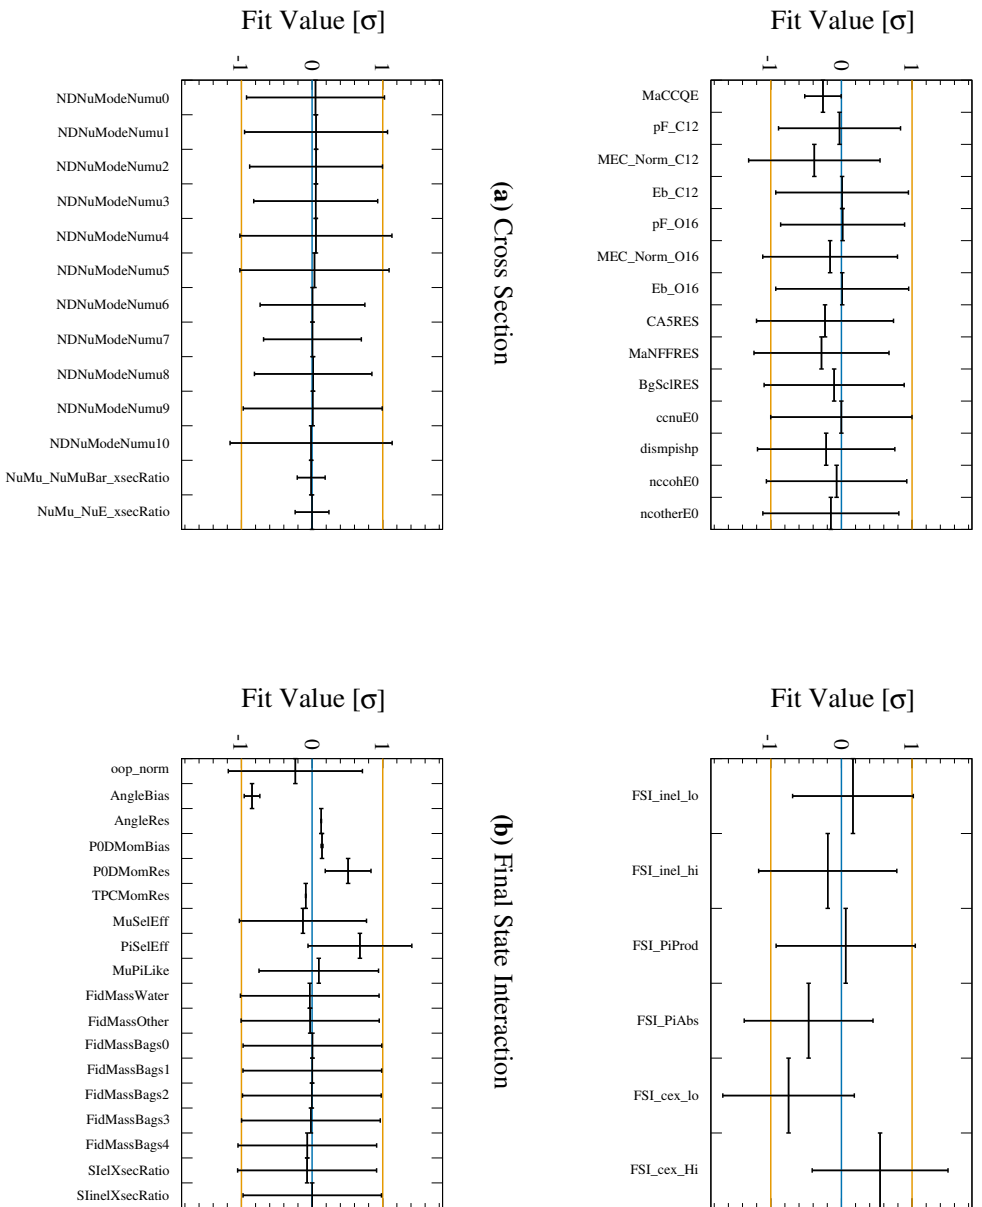 Fit Value [σ]
-1
0
1
MaCCQE
pF_C12
MEC_Norm_C12
Eb_C12
pF_O16
MEC_Norm_O16
Eb_O16
CA5RES
MaNFFRES
BgSclRES
ccnuE0
dismpishp
nccohE0
ncotherE0
(a) Cross Section
Fit Value [σ]
-1
0
1
FSI_inel_lo
FSI_inel_hi
FSI_PiProd
FSI_PiAbs
FSI_cex_lo
FSI_cex_Hi
(b) Final State Interaction
Fit Value [σ]
-1
0
1
NDNuModeNumu0
NDNuModeNumu1
NDNuModeNumu2
NDNuModeNumu3
NDNuModeNumu4
NDNuModeNumu5
NDNuModeNumu6
NDNuModeNumu7
NDNuModeNumu8
NDNuModeNumu9
NDNuModeNumu10
NuMu_NuMuBar_xsecRatio
NuMu_NuE_xsecRatio
Fit Value [σ]
-1
0
1
oop_norm
AngleBias
AngleRes
P0DMomBias
P0DMomRes
TPCMomRes
MuSelEff
PiSelEff
MuPiLike
FidMassWater
FidMassOther
FidMassBags0
FidMassBags1
FidMassBags2
FidMassBags3
FidMassBags4
SIelXsecRatio
SIinelXsecRatio